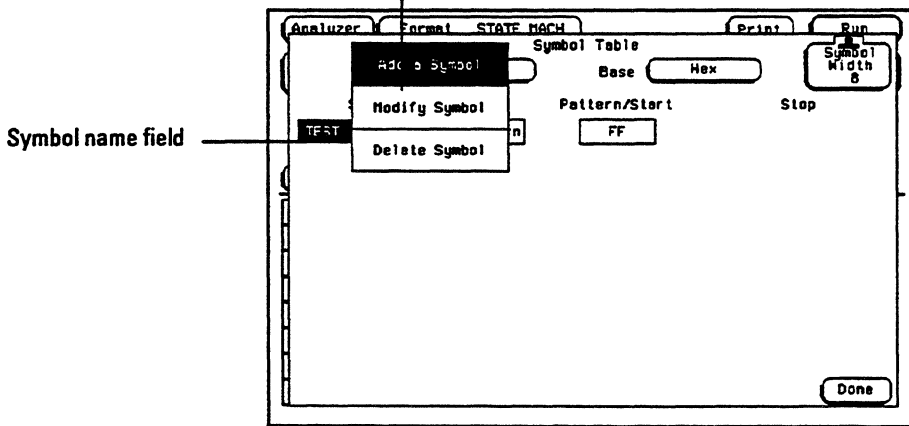 Analyzer Format STATE MACH Print Run
Symbol Table
Add a Symbol
Base Hex
Symbol
Width
8
Modify Symbol
Pattern/Start Stop
Symbol name field
TEST
FF
Delete Symbol
Done